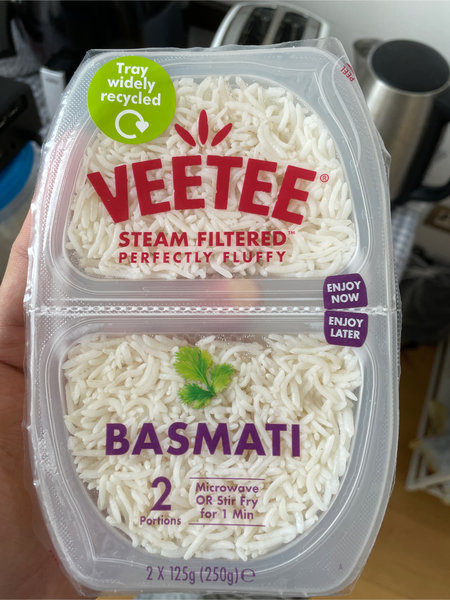 Tray
widely
recycled
PEEL
VEETEE®
STEAM FILTERED™
PERFECTLY FLUFFY
ENJOY
NOW
ENJOY
LATER
BASMATI
2
Portions
Microwave
OR Stir Fry
for 1 Min
2 X 125g (250g)℮